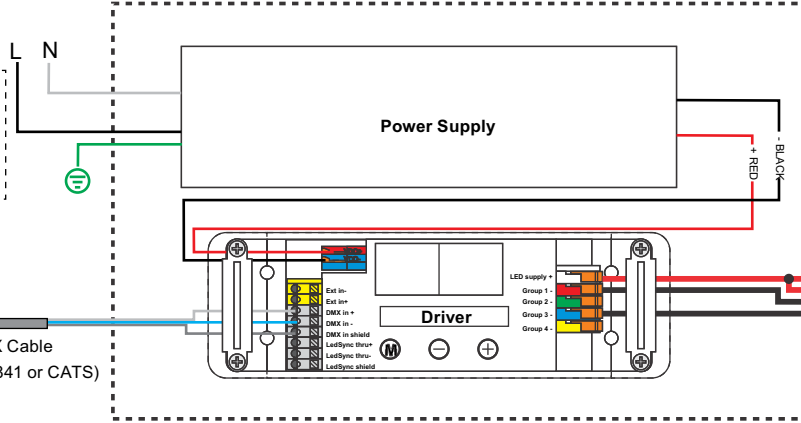 L N
Power Supply
- BLACK
+ RED
Ext in-
Ext in+
DMX in +
DMX in -
DMX in shield
LedSync thru+
LedSync thru-
LedSync shield
Driver
M
LED supply +
Group 1 -
Group 2 -
Group 3 -
Group 4 -
X Cable
341 or CATS)